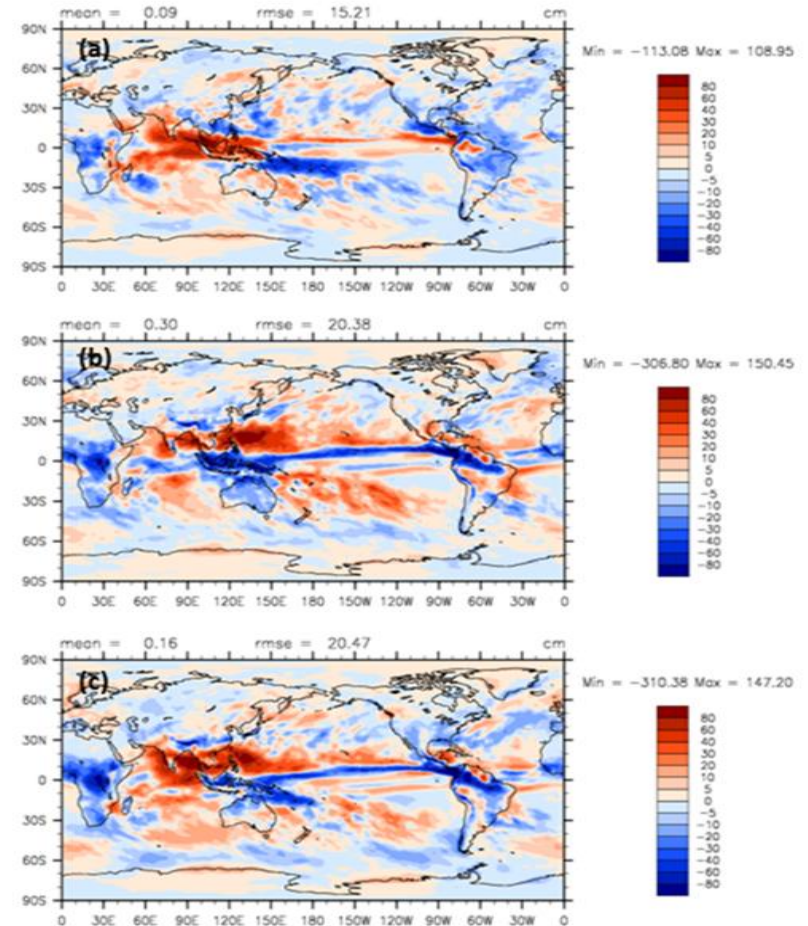 mean = 0.09 rmse = 15.21 cm
(a)
Min = -113.08 Max = 108.95
90N
60N
30N
0
30S
60S
90S
0 30E 60E 90E 120E 150E 180 150W 120W 90W 60W 30W 0
80
60
40
30
20
10
5
0
-5
-10
-20
-30
-40
-60
-80
mean = 0.30 rmse = 20.38 cm
(b)
Min = -306.80 Max = 150.45
90N
60N
30N
0
30S
60S
90S
0 30E 60E 90E 120E 150E 180 150W 120W 90W 60W 30W 0
80
60
40
30
20
10
5
0
-5
-10
-20
-30
-40
-60
-80
mean = 0.16 rmse = 20.47 cm
(c)
Min = -310.38 Max = 147.20
90N
60N
30N
0
30S
60S
90S
0 30E 60E 90E 120E 150E 180 150W 120W 90W 60W 30W 0
80
60
40
30
20
10
5
0
-5
-10
-20
-30
-40
-60
-80